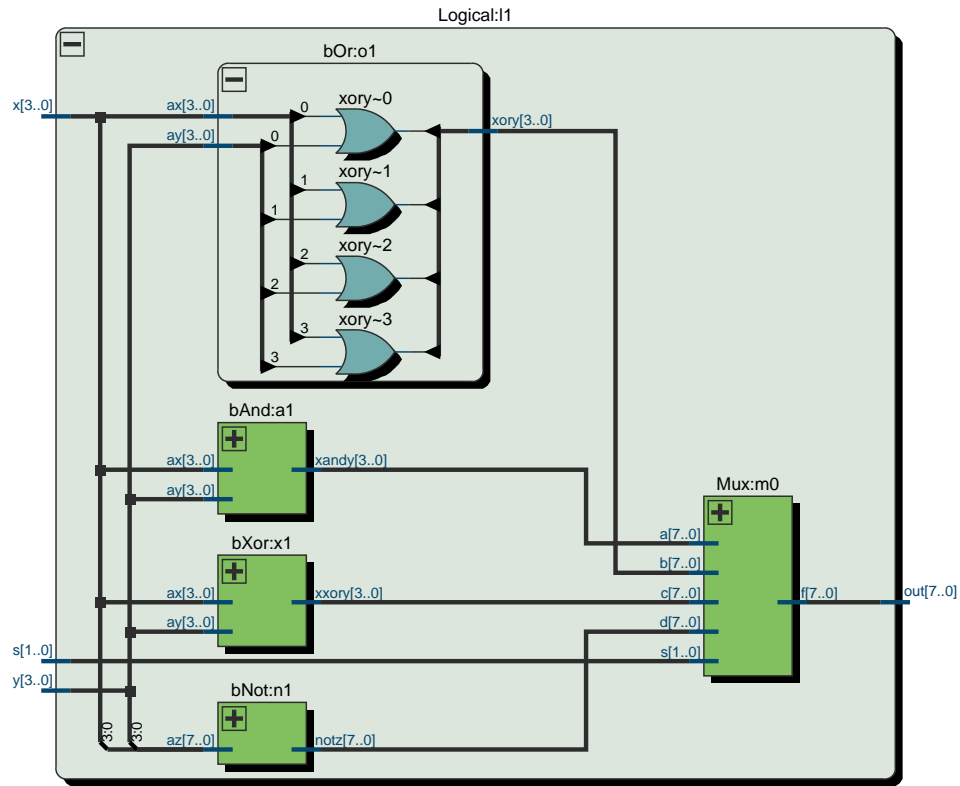 Logical:l1
bOr:o1
x[3..0]
ax[3..0]
0
xory~0
xory[3..0]
ay[3..0]
0
xory~1
1
1
xory~2
2
2
xory~3
3
3
bAnd:a1
ax[3..0]
xandy[3..0]
ay[3..0]
Mux:m0
a[7..0]
bXor:x1
b[7..0]
ax[3..0]
xxory[3..0]
c[7..0]
f[7..0]
out[7..0]
ay[3..0]
d[7..0]
s[1..0]
s[1..0]
y[3..0]
bNot:n1
3:0
3:0
az[7..0]
notz[7..0]